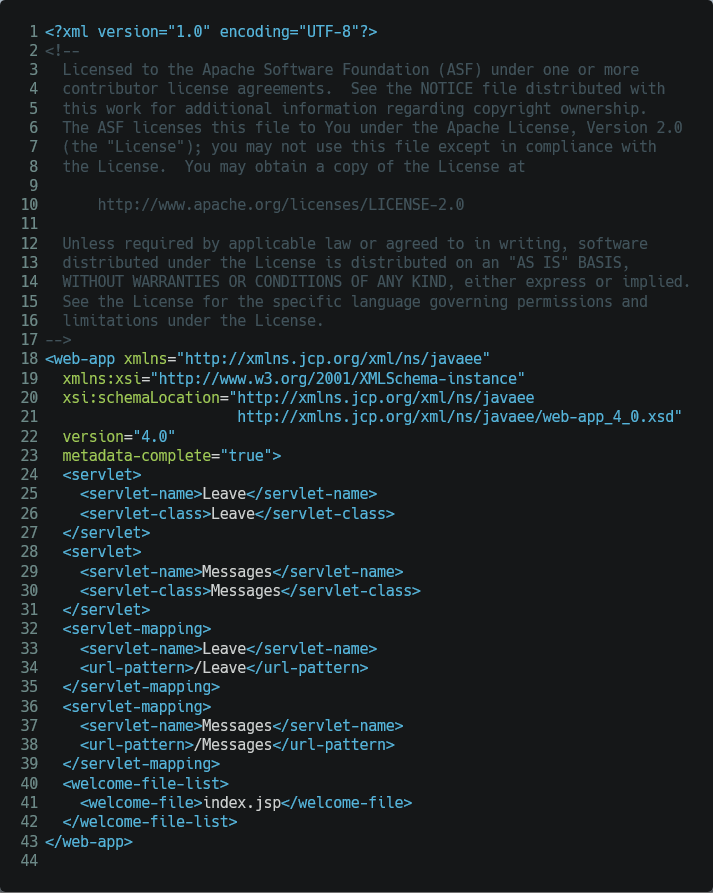 1 <?xml version="1.0" encoding="UTF-8"?>
2 <!--
3   Licensed to the Apache Software Foundation (ASF) under one or more
4   contributor license agreements.  See the NOTICE file distributed with
5   this work for additional information regarding copyright ownership.
6   The ASF licenses this file to You under the Apache License, Version 2.0
7   (the "License"); you may not use this file except in compliance with
8   the License.  You may obtain a copy of the License at
9
10       http://www.apache.org/licenses/LICENSE-2.0
11
12   Unless required by applicable law or agreed to in writing, software
13   distributed under the License is distributed on an "AS IS" BASIS,
14   WITHOUT WARRANTIES OR CONDITIONS OF ANY KIND, either express or implied.
15   See the License for the specific language governing permissions and
16   limitations under the License.
17 -->
18 <web-app xmlns="http://xmlns.jcp.org/xml/ns/javaee"
19   xmlns:xsi="http://www.w3.org/2001/XMLSchema-instance"
20   xsi:schemaLocation="http://xmlns.jcp.org/xml/ns/javaee
21                       http://xmlns.jcp.org/xml/ns/javaee/web-app_4_0.xsd"
22   version="4.0"
23   metadata-complete="true">
24   <servlet>
25     <servlet-name>Leave</servlet-name>
26     <servlet-class>Leave</servlet-class>
27   </servlet>
28   <servlet>
29     <servlet-name>Messages</servlet-name>
30     <servlet-class>Messages</servlet-class>
31   </servlet>
32   <servlet-mapping>
33     <servlet-name>Leave</servlet-name>
34     <url-pattern>/Leave</url-pattern>
35   </servlet-mapping>
36   <servlet-mapping>
37     <servlet-name>Messages</servlet-name>
38     <url-pattern>/Messages</url-pattern>
39   </servlet-mapping>
40   <welcome-file-list>
41     <welcome-file>index.jsp</welcome-file>
42   </welcome-file-list>
43 </web-app>
44